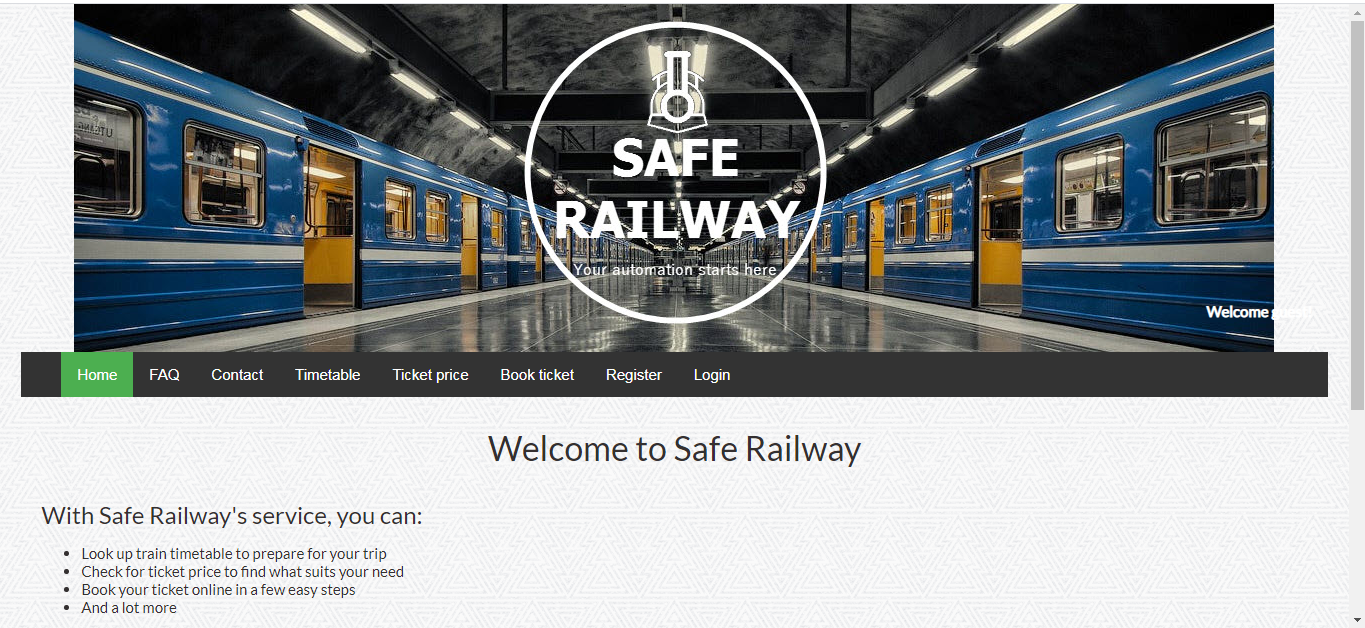 SAFE
RAILWAY
Your automation starts here
Welcome
Home FAQ Contact Timetable Ticket price Book ticket Register Login
Welcome to Safe Railway
With Safe Railway's service, you can:
Look up train timetable to prepare for your trip
Check for ticket price to find what suits your need
Book your ticket online in a few easy steps
And a lot more